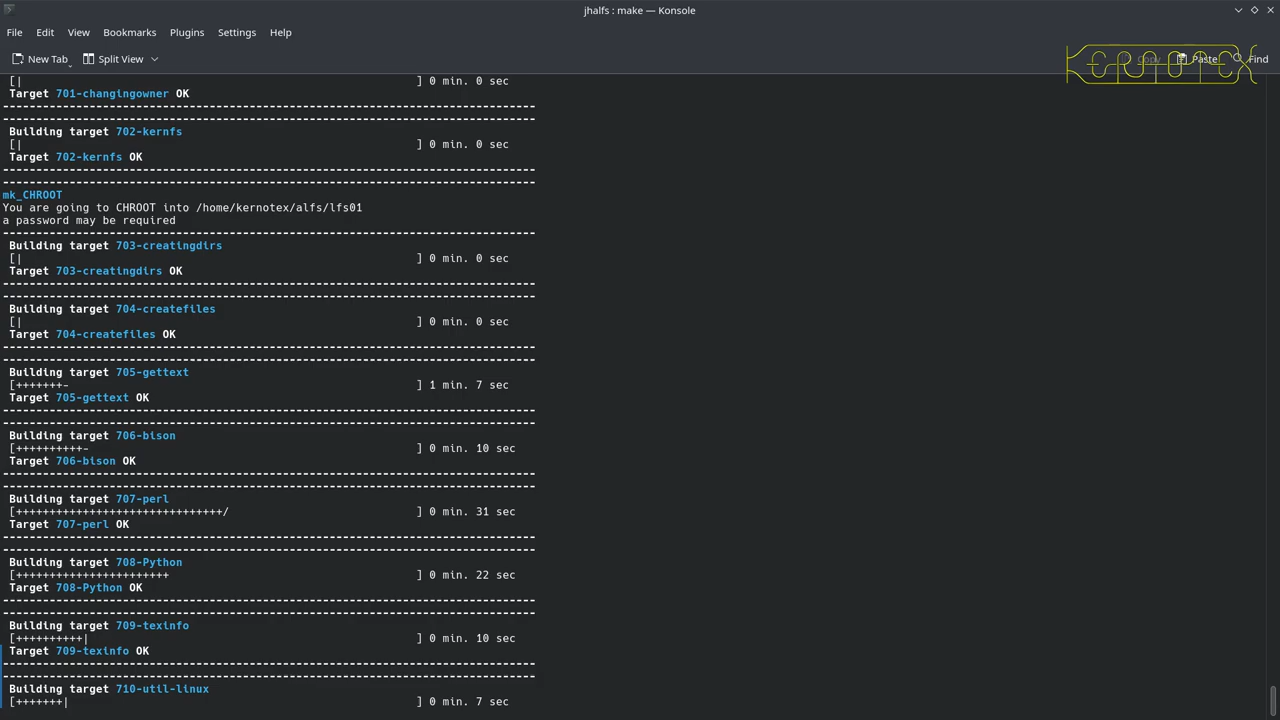 jhalfs : make — Konsole
File Edit View Bookmarks Plugins Settings Help
New Tab Split View Copy Paste Find
KERNOTEX
[| ] 0 min. 0 sec
Target 701-changingowner OK
--------------------------------------------------------------------------------
Building target 702-kernfs
[| ] 0 min. 0 sec
Target 702-kernfs OK
--------------------------------------------------------------------------------
--------------------------------------------------------------------------------
mk_CHROOT
You are going to CHROOT into /home/kernotex/alfs/lfs01
a password may be required
--------------------------------------------------------------------------------
Building target 703-creatingdirs
[| ] 0 min. 0 sec
Target 703-creatingdirs OK
--------------------------------------------------------------------------------
--------------------------------------------------------------------------------
Building target 704-createfiles
[| ] 0 min. 0 sec
Target 704-createfiles OK
--------------------------------------------------------------------------------
--------------------------------------------------------------------------------
Building target 705-gettext
[+++++++- ] 1 min. 7 sec
Target 705-gettext OK
--------------------------------------------------------------------------------
--------------------------------------------------------------------------------
Building target 706-bison
[++++++++++- ] 0 min. 10 sec
Target 706-bison OK
--------------------------------------------------------------------------------
--------------------------------------------------------------------------------
Building target 707-perl
[+++++++++++++++++++++++++++++++/ ] 0 min. 31 sec
Target 707-perl OK
--------------------------------------------------------------------------------
--------------------------------------------------------------------------------
Building target 708-Python
[+++++++++++++++++++++++ ] 0 min. 22 sec
Target 708-Python OK
--------------------------------------------------------------------------------
--------------------------------------------------------------------------------
Building target 709-texinfo
[++++++++++| ] 0 min. 10 sec
Target 709-texinfo OK
--------------------------------------------------------------------------------
--------------------------------------------------------------------------------
Building target 710-util-linux
[+++++++| ] 0 min. 7 sec